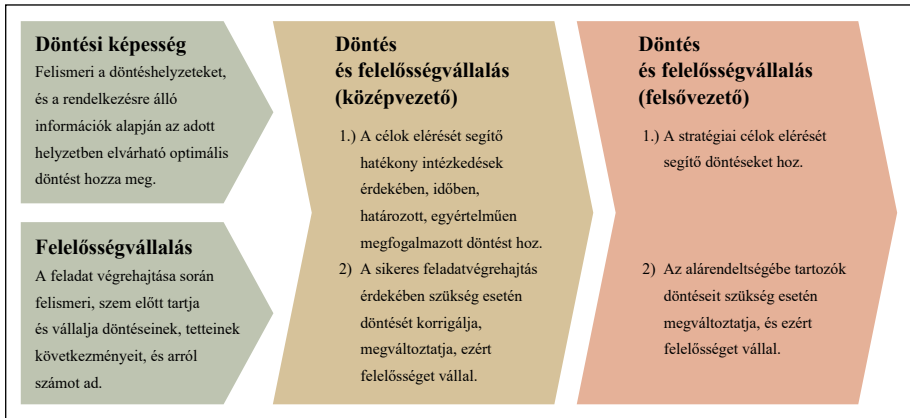 Döntési képesség
Felismeri a döntéshelyzeteket,
és a rendelkezésre álló
információk alapján az adott
helyzetben elvárható optimális
döntést hozza meg.
Felelősségvállalás
A feladat végrehajtása során
felismeri, szem előtt tartja
és vállalja döntéseinek, tetteinek
következményeit, és arról
számot ad.
Döntés
és felelősségvállalás
(középvezető)
1.) A célok elérését segítő
hatékony intézkedések
érdekében, időben,
határozott, egyértelműen
megfogalmazott döntést hoz.
2) A sikeres feladatvégrehajtás
érdekében szükség esetén
döntését korrigálja,
megváltoztatja, ezért
felelősséget vállal.
Döntés
és felelősségvállalás
(felsővezető)
1.) A stratégiai célok elérését
segítő döntéseket hoz.
2) Az alárendeltségébe tartozók
döntéseit szükség esetén
megváltoztatja, és ezért
felelősséget vállal.